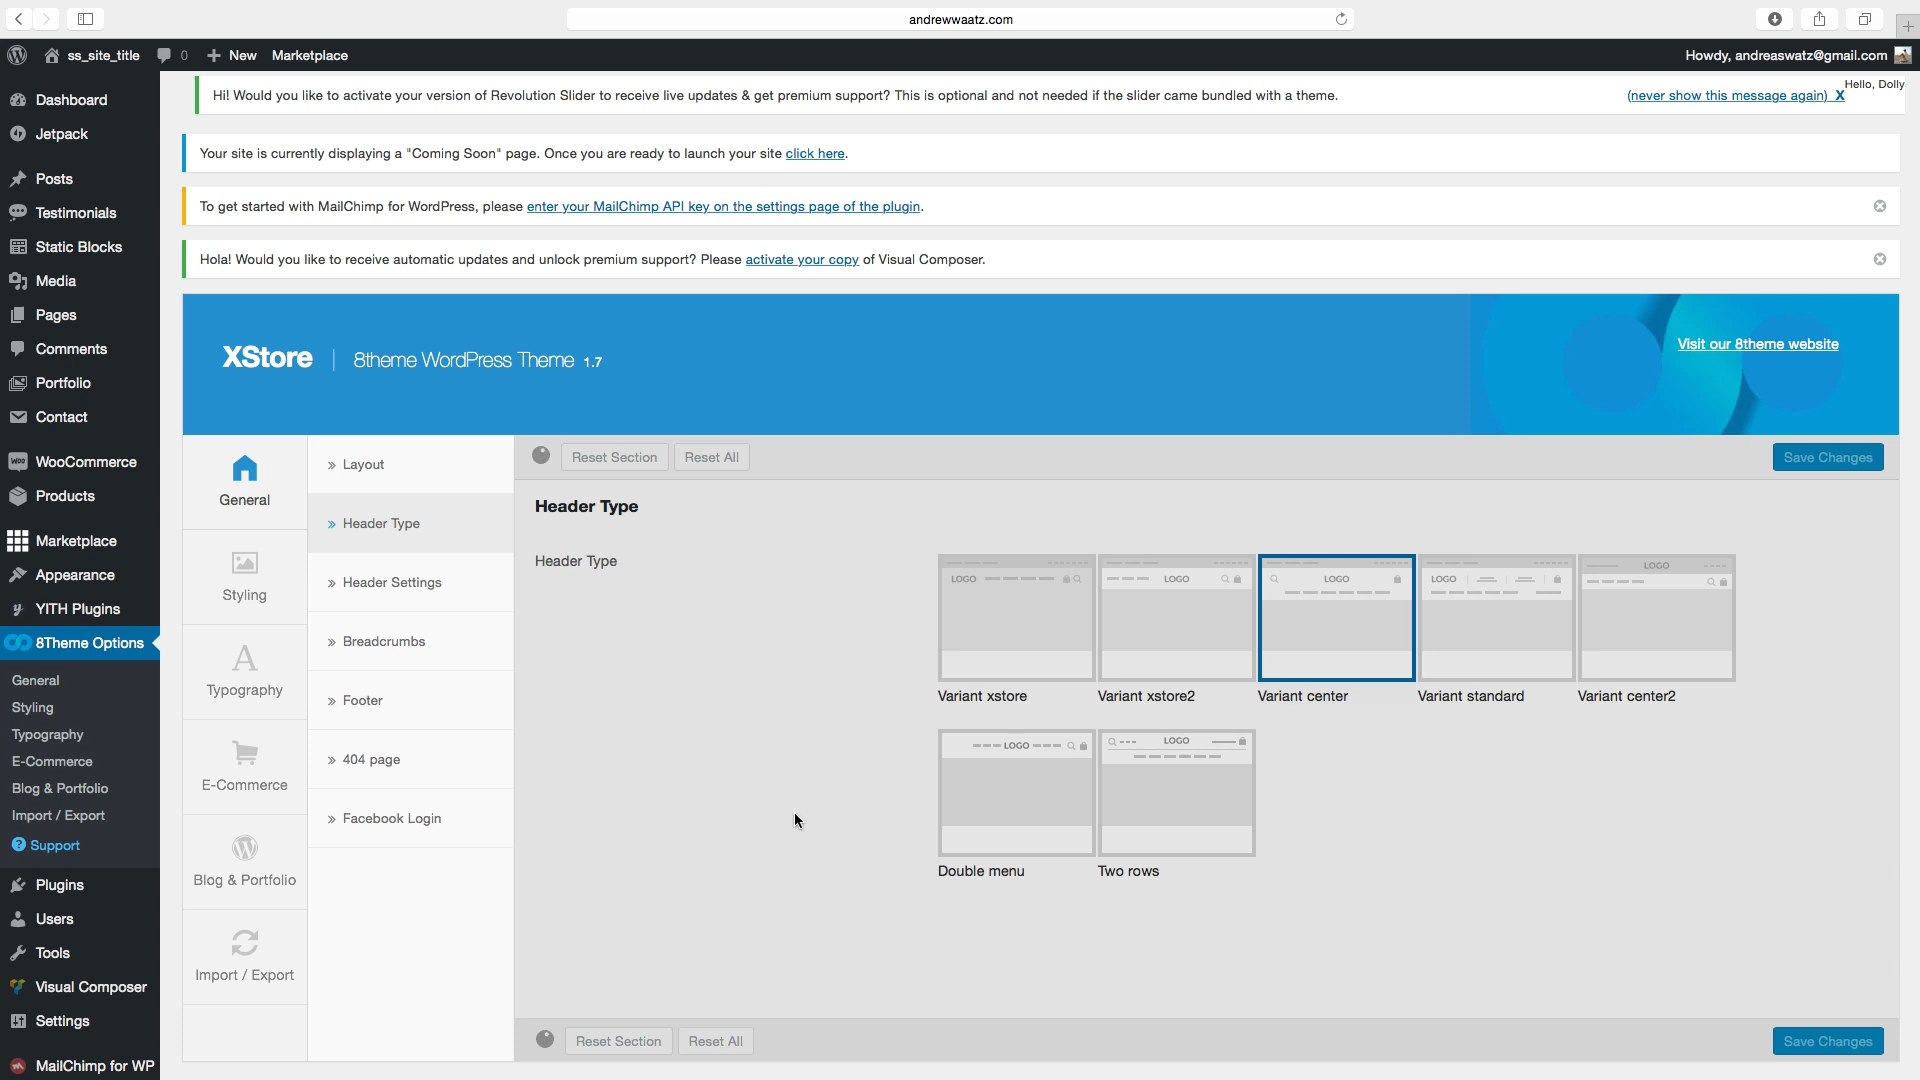 andrewwaatz.com
ss_site_title 0 New Marketplace Howdy, andreaswatz@gmail.com
Hello, Dolly
Hi! Would you like to activate your version of Revolution Slider to receive live updates & get premium support? This is optional and not needed if the slider came bundled with a theme. (never show this message again) X
Your site is currently displaying a "Coming Soon" page. Once you are ready to launch your site click here.
To get started with MailChimp for WordPress, please enter your MailChimp API key on the settings page of the plugin.
Hola! Would you like to receive automatic updates and unlock premium support? Please activate your copy of Visual Composer.
Dashboard
Jetpack
Posts
Testimonials
Static Blocks
Media
Pages
Comments
Portfolio
Contact
WOO WooCommerce
Products
Marketplace
Appearance
YITH Plugins
8Theme Options
General
Styling
Typography
E-Commerce
Blog & Portfolio
Import / Export
? Support
Plugins
Users
Tools
Visual Composer
Settings
MailChimp for WP
XStore | 8theme WordPress Theme 1.7
Visit our 8theme website
General
Styling
A
Typography
E-Commerce
Blog & Portfolio
Import / Export
» Layout
» Header Type
» Header Settings
» Breadcrumbs
» Footer
» 404 page
» Facebook Login
Reset Section Reset All Save Changes
Header Type
Header Type
LOGO LOGO LOGO LOGO LOGO
Variant xstore Variant xstore2 Variant center Variant standard Variant center2
LOGO LOGO
Double menu Two rows
Reset Section Reset All Save Changes